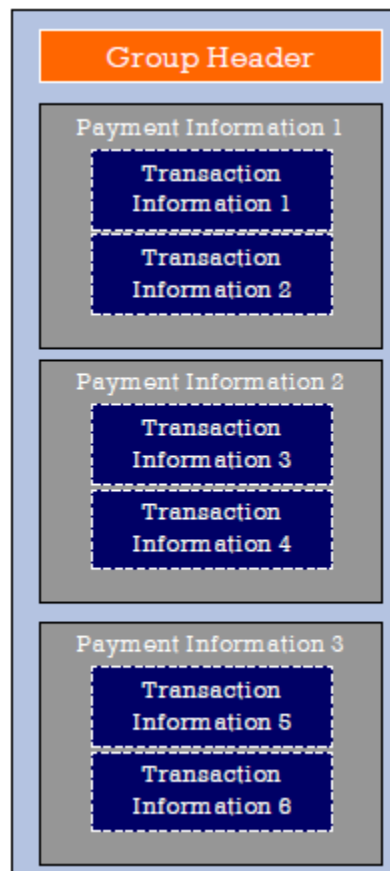 Group Header
Payment Information 1
Transaction
Information 1
Transaction
Information 2
Payment Information 2
Transaction
Information 3
Transaction
Information 4
Payment Information 3
Transaction
Information 5
Transaction
Information 6